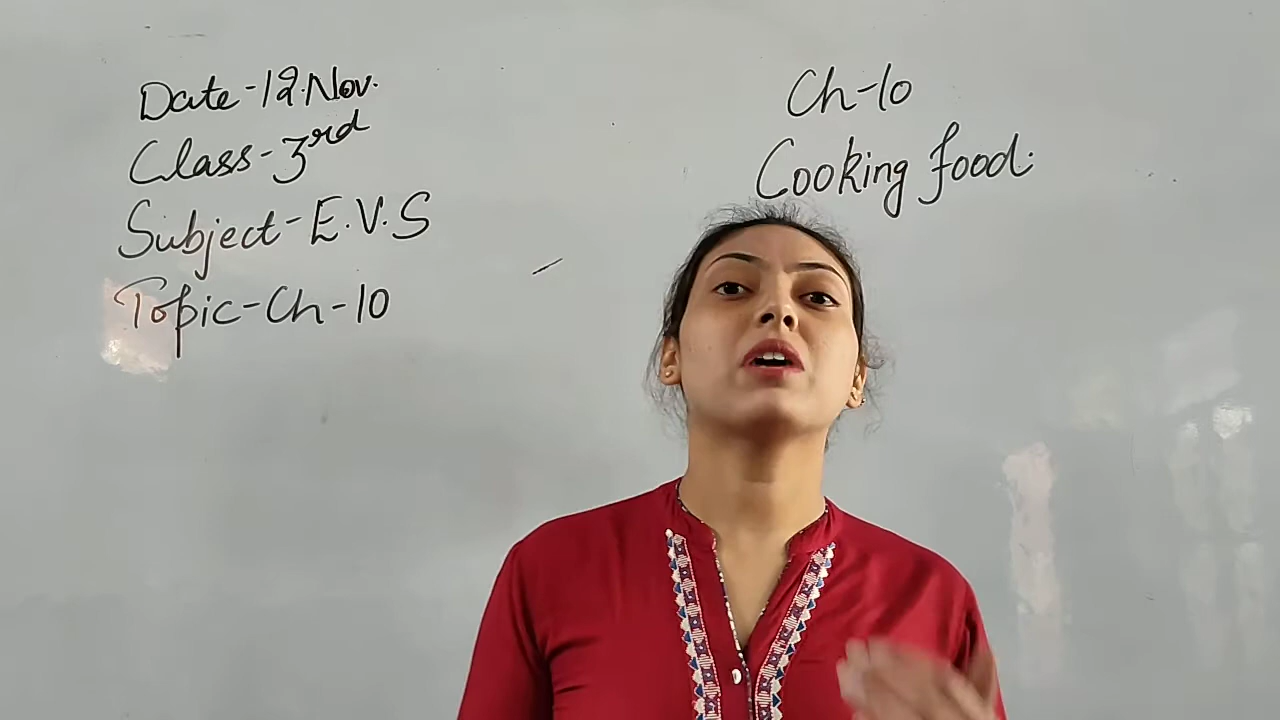 Date-12.Nov.
Class-3rd
Subject-E.V.S
Topic-Ch-10
Ch-10
Cooking food.